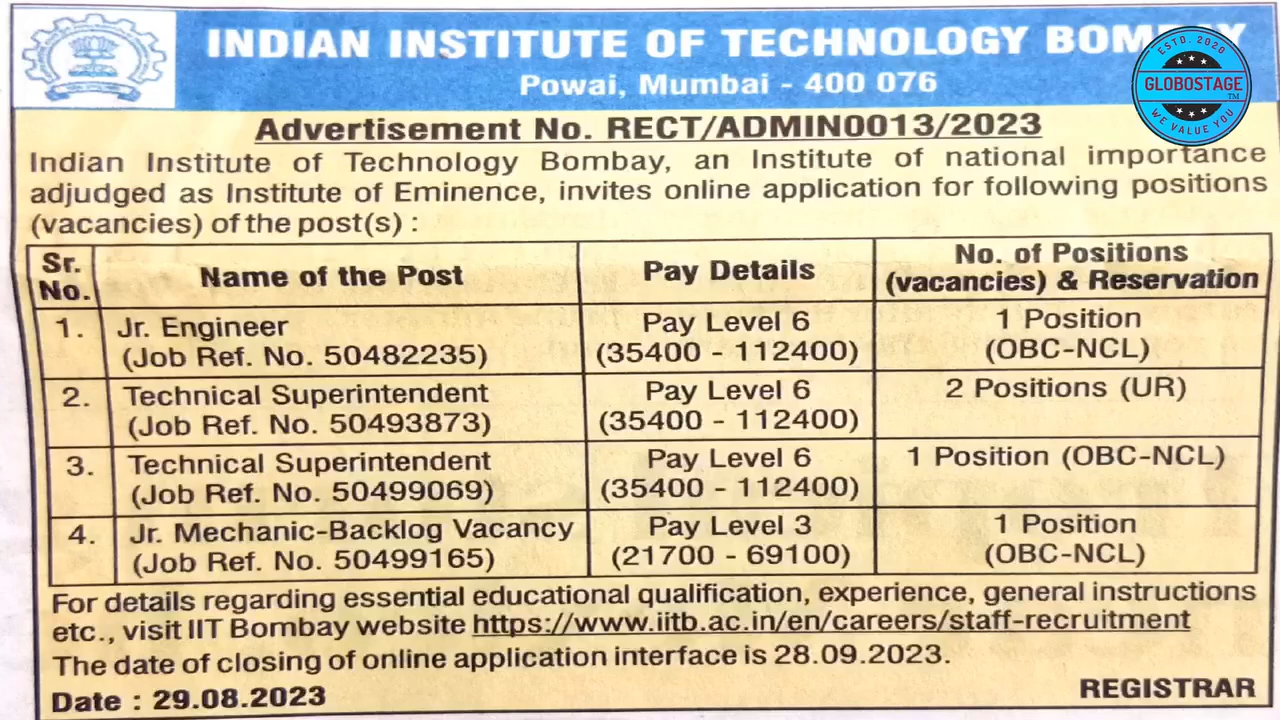 INDIAN INSTITUTE OF TECHNOLOGY BOMBAY
Powai, Mumbai - 400 076
ESTD. 2020
GLOBOSTAGE
TM
WE VALUE YOU
Advertisement No. RECT/ADMIN0013/2023
Indian Institute of Technology Bombay, an Institute of national importance
adjudged as Institute of Eminence, invites online application for following positions
(vacancies) of the post(s) :
Sr. No. Name of the Post Pay Details No. of Positions (vacancies) & Reservation
1. Jr. Engineer Pay Level 6 1 Position
(Job Ref. No. 50482235) (35400 - 112400) (OBC-NCL)
2. Technical Superintendent Pay Level 6 2 Positions (UR)
(Job Ref. No. 50493873) (35400 - 112400)
3. Technical Superintendent Pay Level 6 1 Position (OBC-NCL)
(Job Ref. No. 50499069) (35400 - 112400)
4. Jr. Mechanic-Backlog Vacancy Pay Level 3 1 Position
(Job Ref. No. 50499165) (21700 - 69100) (OBC-NCL)
For details regarding essential educational qualification, experience, general instructions
etc., visit IIT Bombay website https://www.iitb.ac.in/en/careers/staff-recruitment
The date of closing of online application interface is 28.09.2023.
Date : 29.08.2023 REGISTRAR